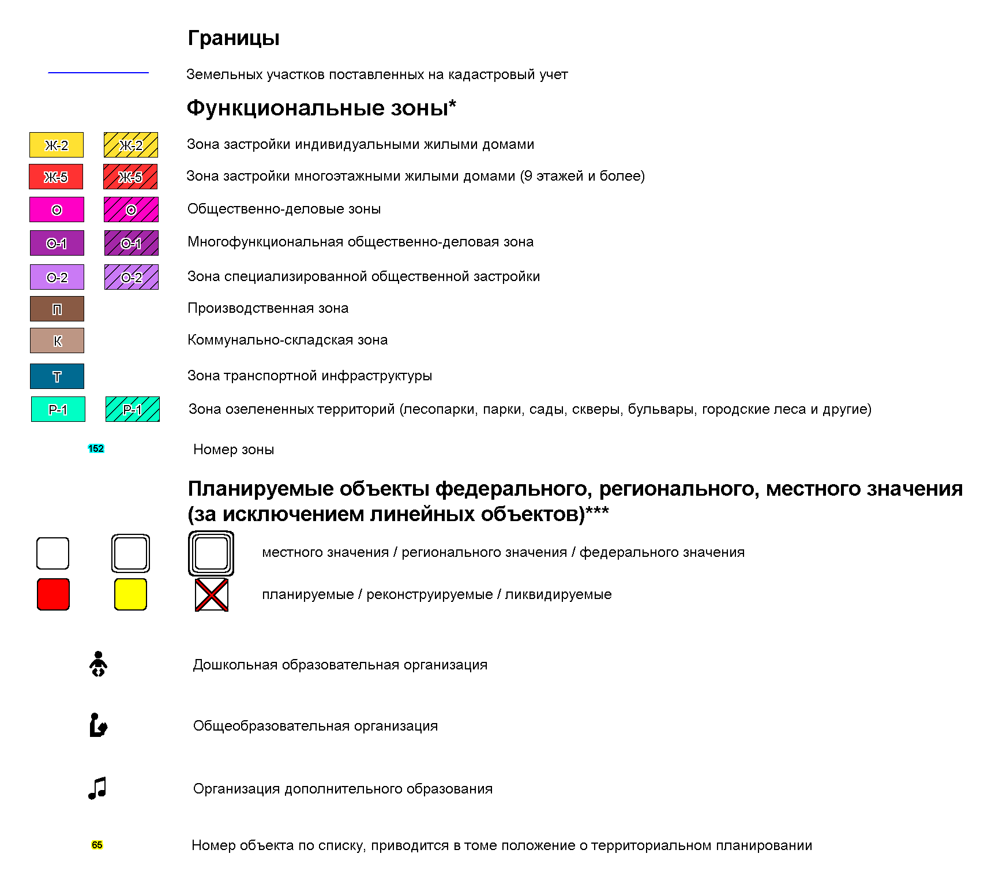 Границы
Земельных участков поставленных на кадастровый учет
Функциональные зоны*
Ж-2 Ж-2 Зона застройки индивидуальными жилыми домами
Ж-5 Ж-5 Зона застройки многоэтажными жилыми домами (9 этажей и более)
О О Общественно-деловые зоны
О-1 О-1 Многофункциональная общественно-деловая зона
О-2 О-2 Зона специализированной общественной застройки
П Производственная зона
К Коммунально-складская зона
Т Зона транспортной инфраструктуры
Р-1 Р-1 Зона озелененных территорий (лесопарки, парки, сады, скверы, бульвары, городские леса и другие)
152 Номер зоны
Планируемые объекты федерального, регионального, местного значения
(за исключением линейных объектов)***
местного значения / регионального значения / федерального значения
планируемые / реконструируемые / ликвидируемые
Дошкольная образовательная организация
Общеобразовательная организация
Организация дополнительного образования
65 Номер объекта по списку, приводится в томе положение о территориальном планировании